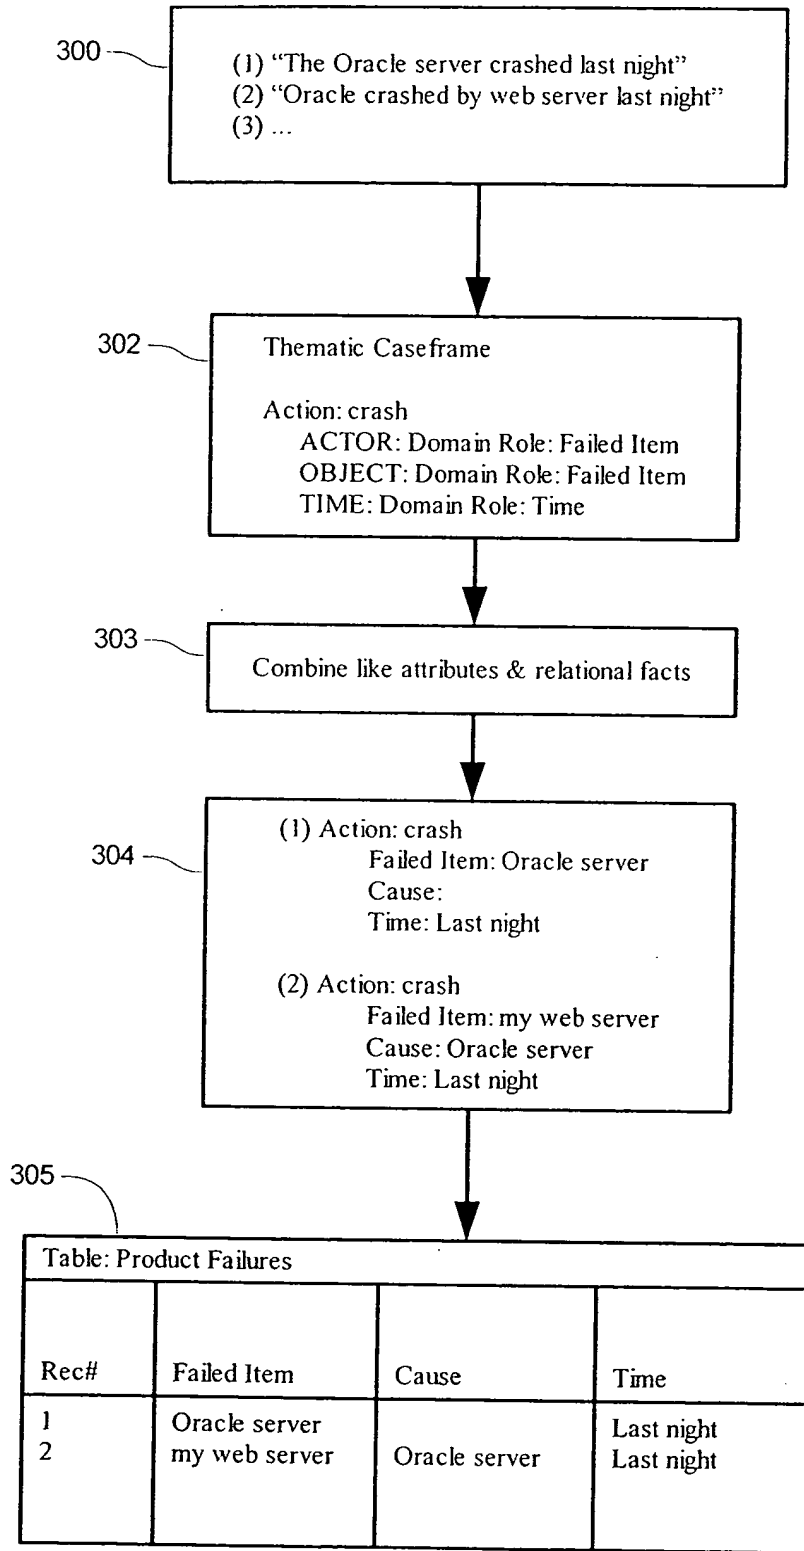 300
(1) “The Oracle server crashed last night”
(2) “Oracle crashed by web server last night”
(3) ...
302
Thematic Caseframe
Action: crash
ACTOR: Domain Role: Failed Item
OBJECT: Domain Role: Failed Item
TIME: Domain Role: Time
303
Combine like attributes & relational facts
304
(1) Action: crash
Failed Item: Oracle server
Cause:
Time: Last night
(2) Action: crash
Failed Item: my web server
Cause: Oracle server
Time: Last night
305
Table: Product Failures
Rec# Failed Item Cause Time
1 Oracle server Last night
2 my web server Oracle server Last night